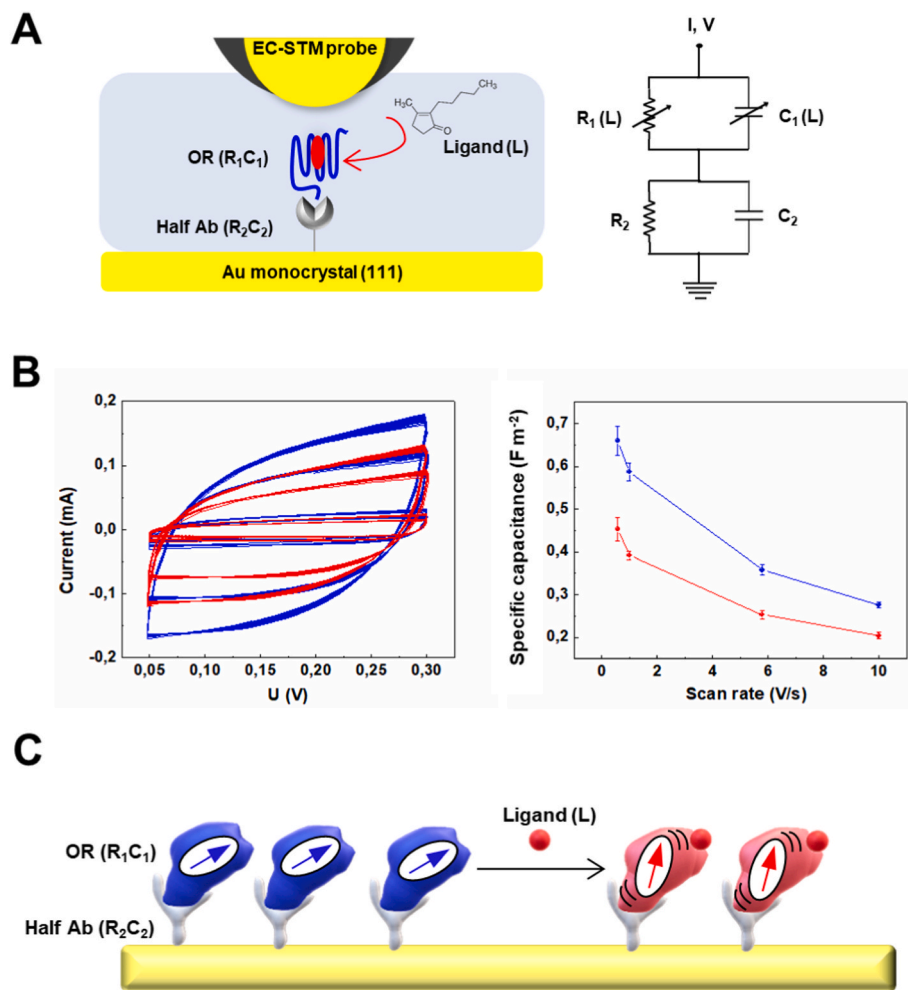 A
EC-STM probe
H₃C
CH₃
O
Ligand (L)
OR (R₁C₁)
Half Ab (R₂C₂)
Au monocrystal (111)
I, V
R₁ (L)
C₁ (L)
R₂
C₂
B
0,2
0,1
0,0
-0,1
-0,2
Current (mA)
0,05 0,10 0,15 0,20 0,25 0,30
U (V)
0,7
0,6
0,5
0,4
0,3
0,2
Specific capacitance (F m⁻²)
0 2 4 6 8 10
Scan rate (V/s)
C
Ligand (L)
OR (R₁C₁)
Half Ab (R₂C₂)